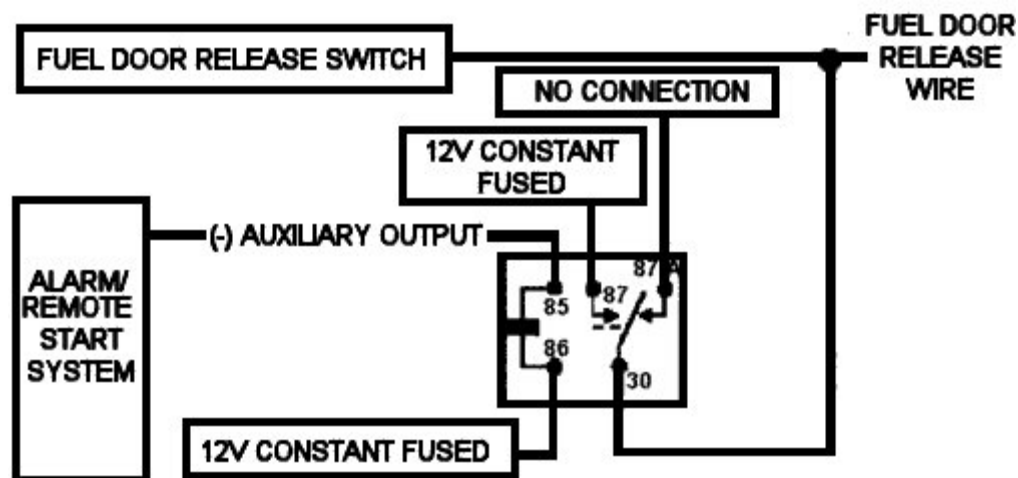 FUEL DOOR
RELEASE
WIRE
FUEL DOOR RELEASE SWITCH
NO CONNECTION
12V CONSTANT
FUSED
(-) AUXILIARY OUTPUT
ALARM/
REMOTE
START
SYSTEM
87A
87
85
86
30
12V CONSTANT FUSED